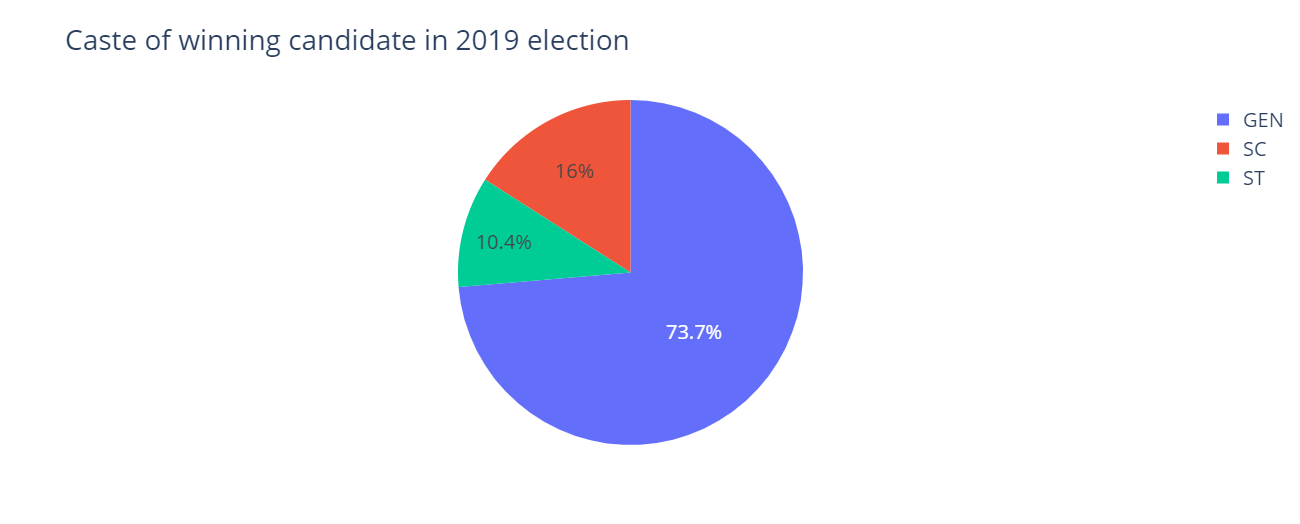 Caste of winning candidate in 2019 election
GEN
SC
ST
16%
10.4%
73.7%